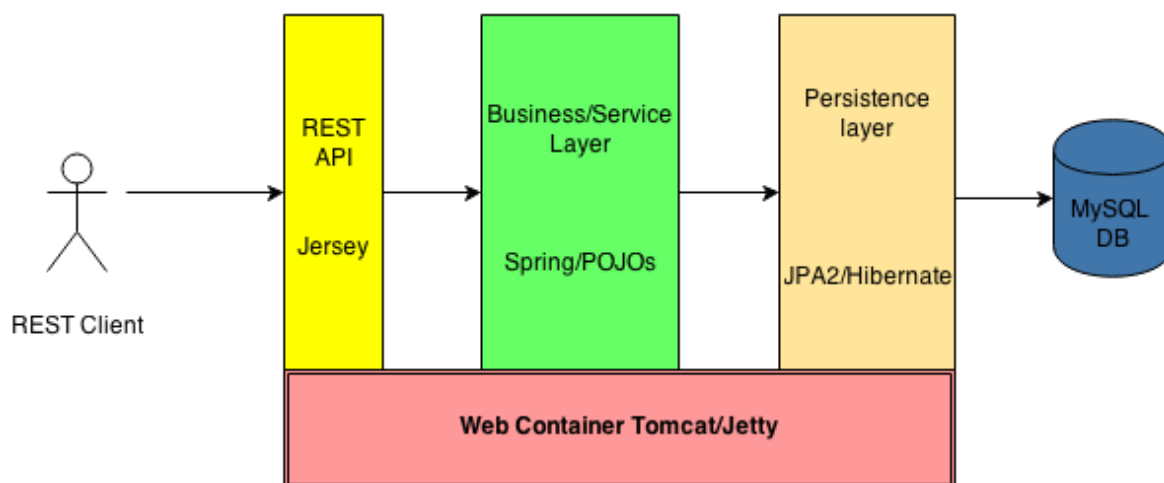 REST Client
REST
API
Jersey
Business/Service
Layer
Spring/POJOs
Persistence
layer
JPA2/Hibernate
MySQL
DB
Web Container Tomcat/Jetty